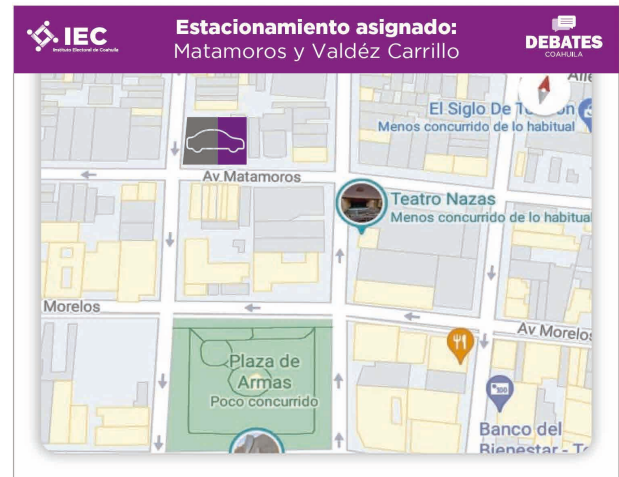 IEC
Instituto Electoral de Coahuila
Estacionamiento asignado:
Matamoros y Valdéz Carrillo
DEBATES
COAHUILA
El Siglo De T
ón
Menos concurrido de lo habitual
Av Matamoros
Teatro Nazas
Menos concurrido de lo habitua
Morelos
Av Morelos
Plaza de
Armas
Poco concurrido
Banco del
Bienestar - To